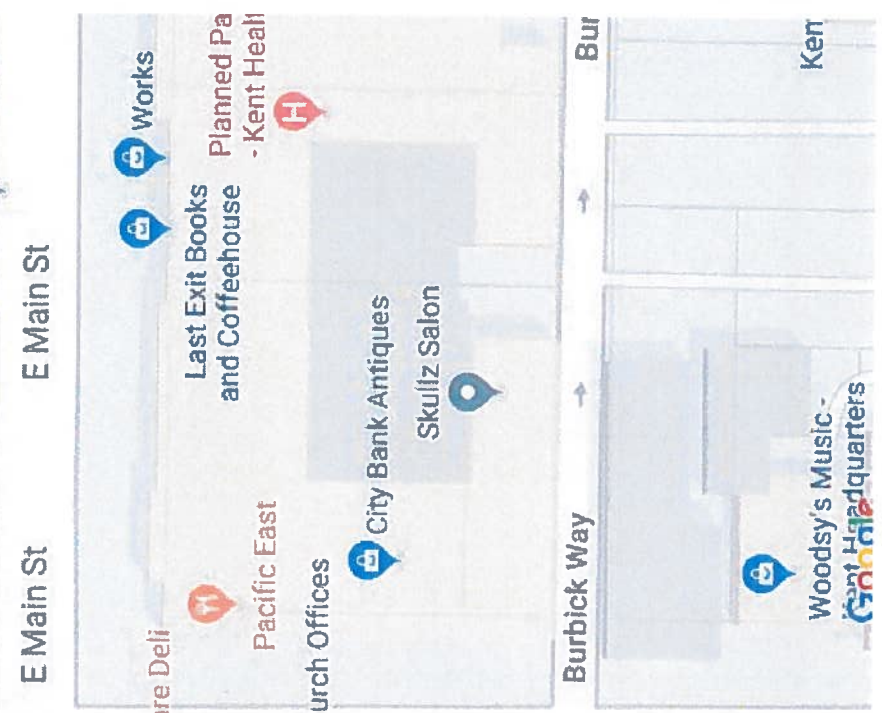 E Main St
E Main St
Works
re Deli
Last Exit Books
and Coffeehouse
Planned Pa
- Kent Heal
Pacific East
urch Offices
City Bank Antiques
Skullz Salon
Burbick Way
Bur
Woodsy's Music -
Kent Headquarters
Ken
Google